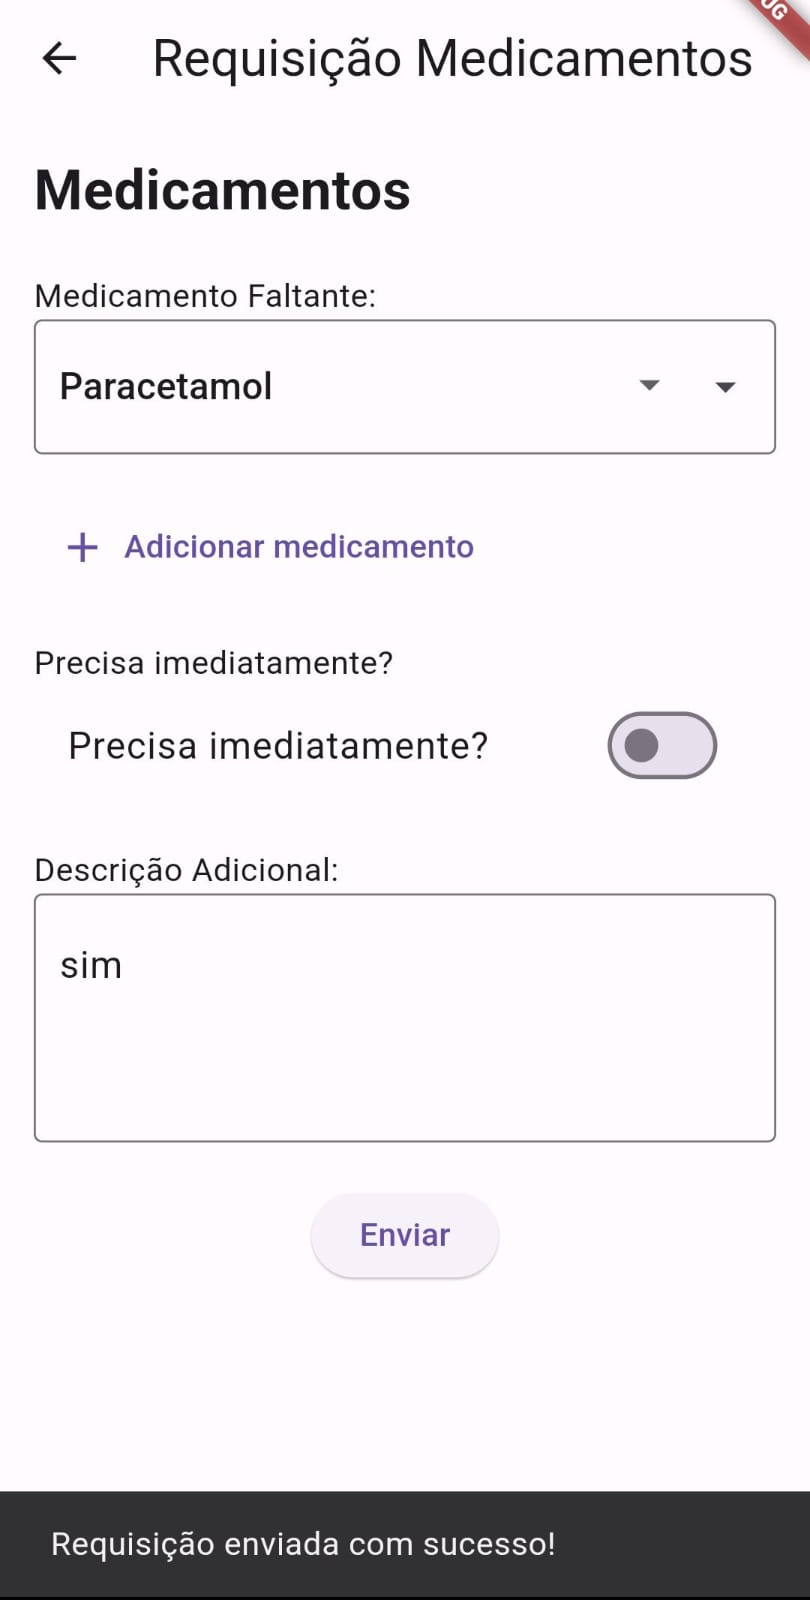 Requisição Medicamentos
Medicamentos
Medicamento Faltante:
Paracetamol
Adicionar medicamento
Precisa imediatamente?
Precisa imediatamente?
Descrição Adicional:
sim
Enviar
Requisição enviada com sucesso!